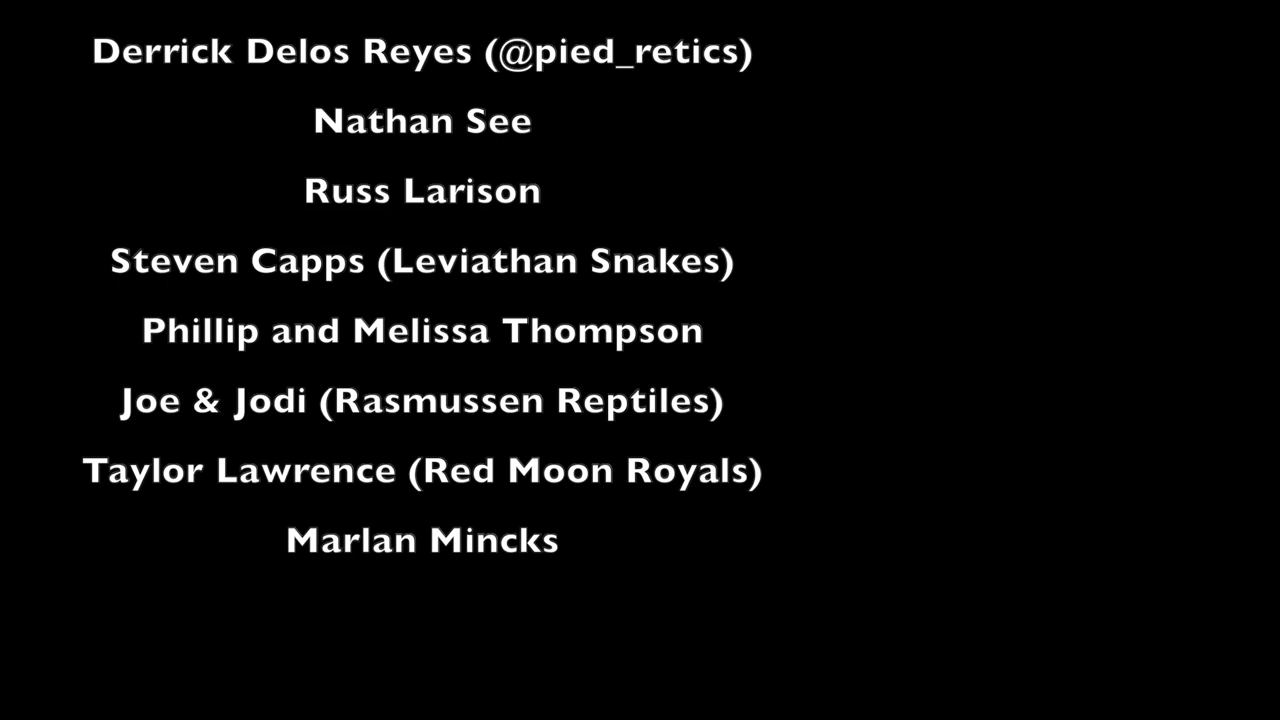 Derrick Delos Reyes (@pied_retics)
Nathan See
Russ Larison
Steven Capps (Leviathan Snakes)
Phillip and Melissa Thompson
Joe & Jodi (Rasmussen Reptiles)
Taylor Lawrence (Red Moon Royals)
Marlan Mincks